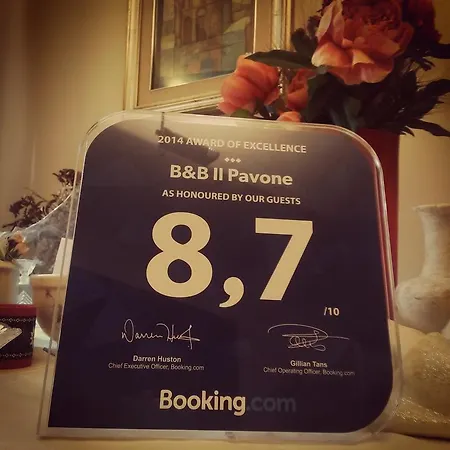 2014 AWARD OF EXCELLENCE
B&B Il Pavone
AS HONOURED BY OUR GUESTS
8,7
/10
Darren Huston
Chief Executive Officer, Booking.com
Gillian Tans
Chief Operating Officer, Booking.com
Booking.com